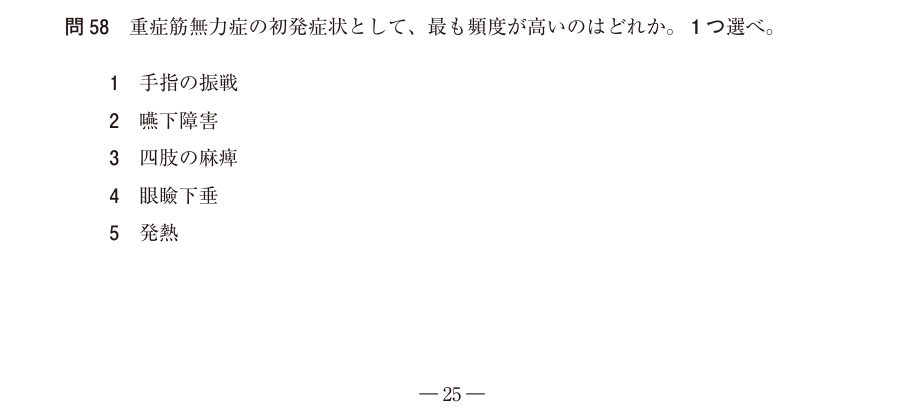 問 58　重症筋無力症の初発症状として、最も頻度が高いのはどれか。1つ選べ。
1　手指の振戦
2　嚥下障害
3　四肢の麻痺
4　眼瞼下垂
5　発熱
— 25 —